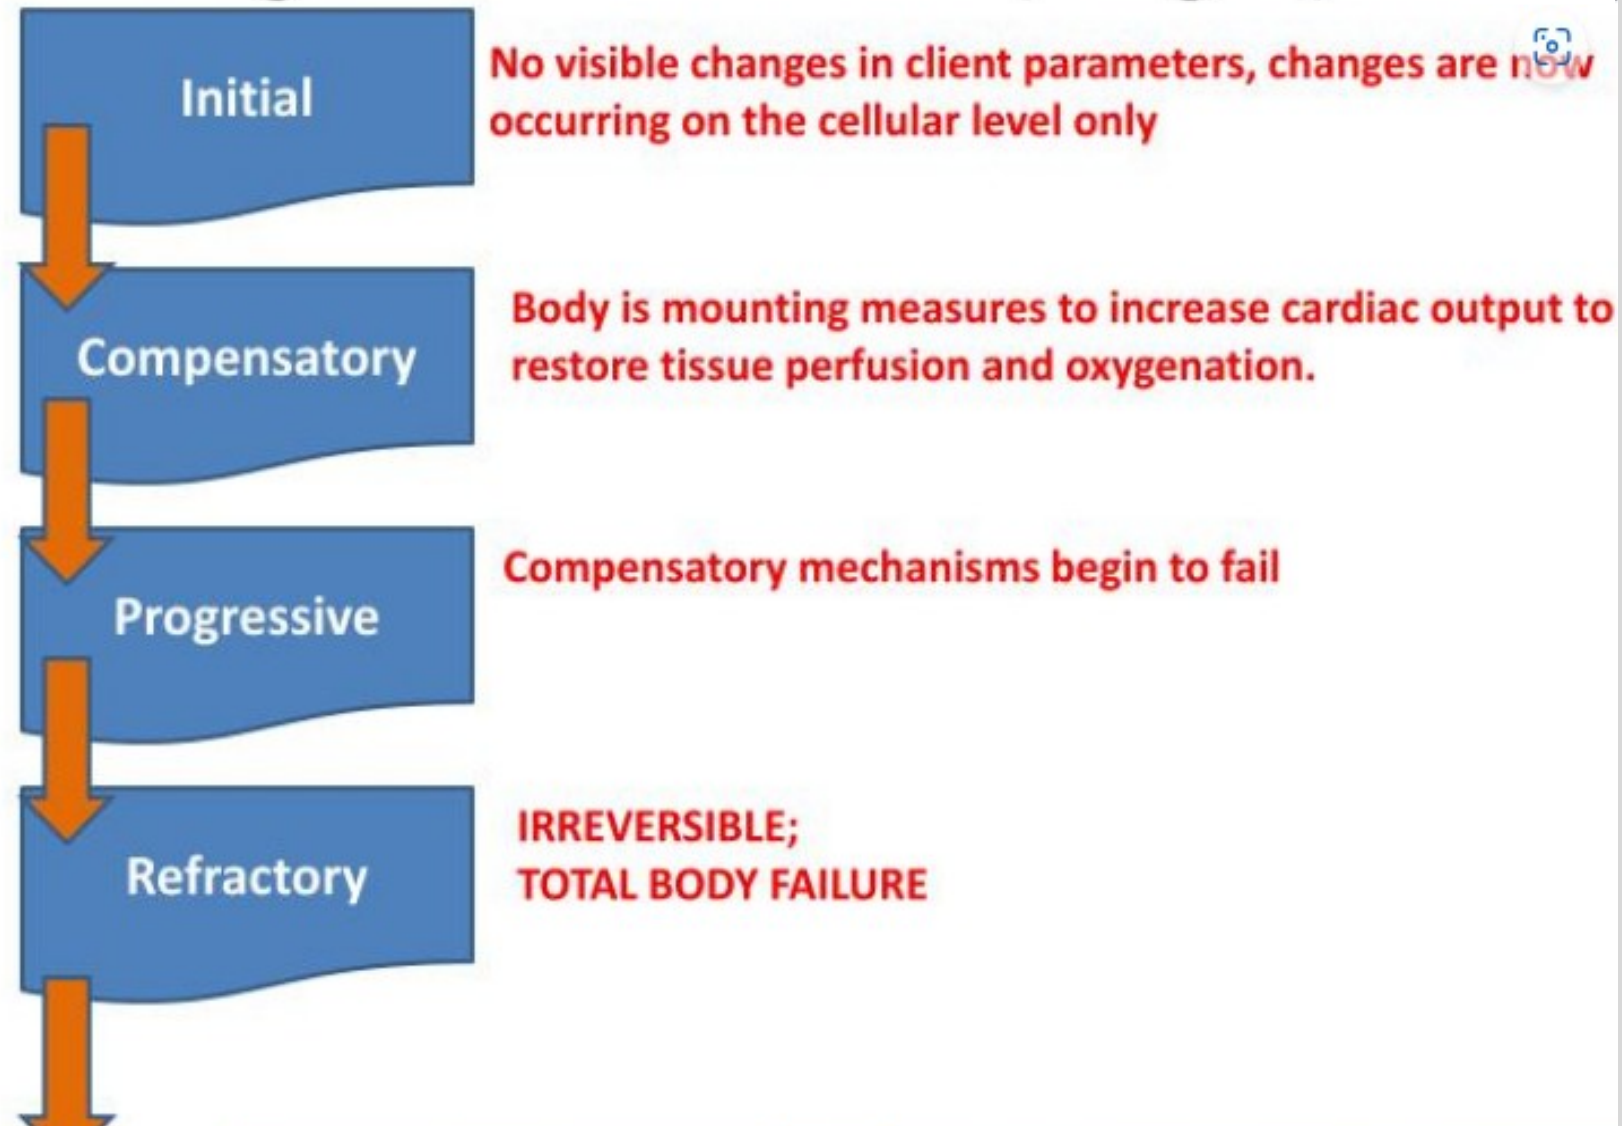 Initial
No visible changes in client parameters, changes are now
occurring on the cellular level only
Compensatory
Body is mounting measures to increase cardiac output to
restore tissue perfusion and oxygenation.
Progressive
Compensatory mechanisms begin to fail
Refractory
IRREVERSIBLE;
TOTAL BODY FAILURE